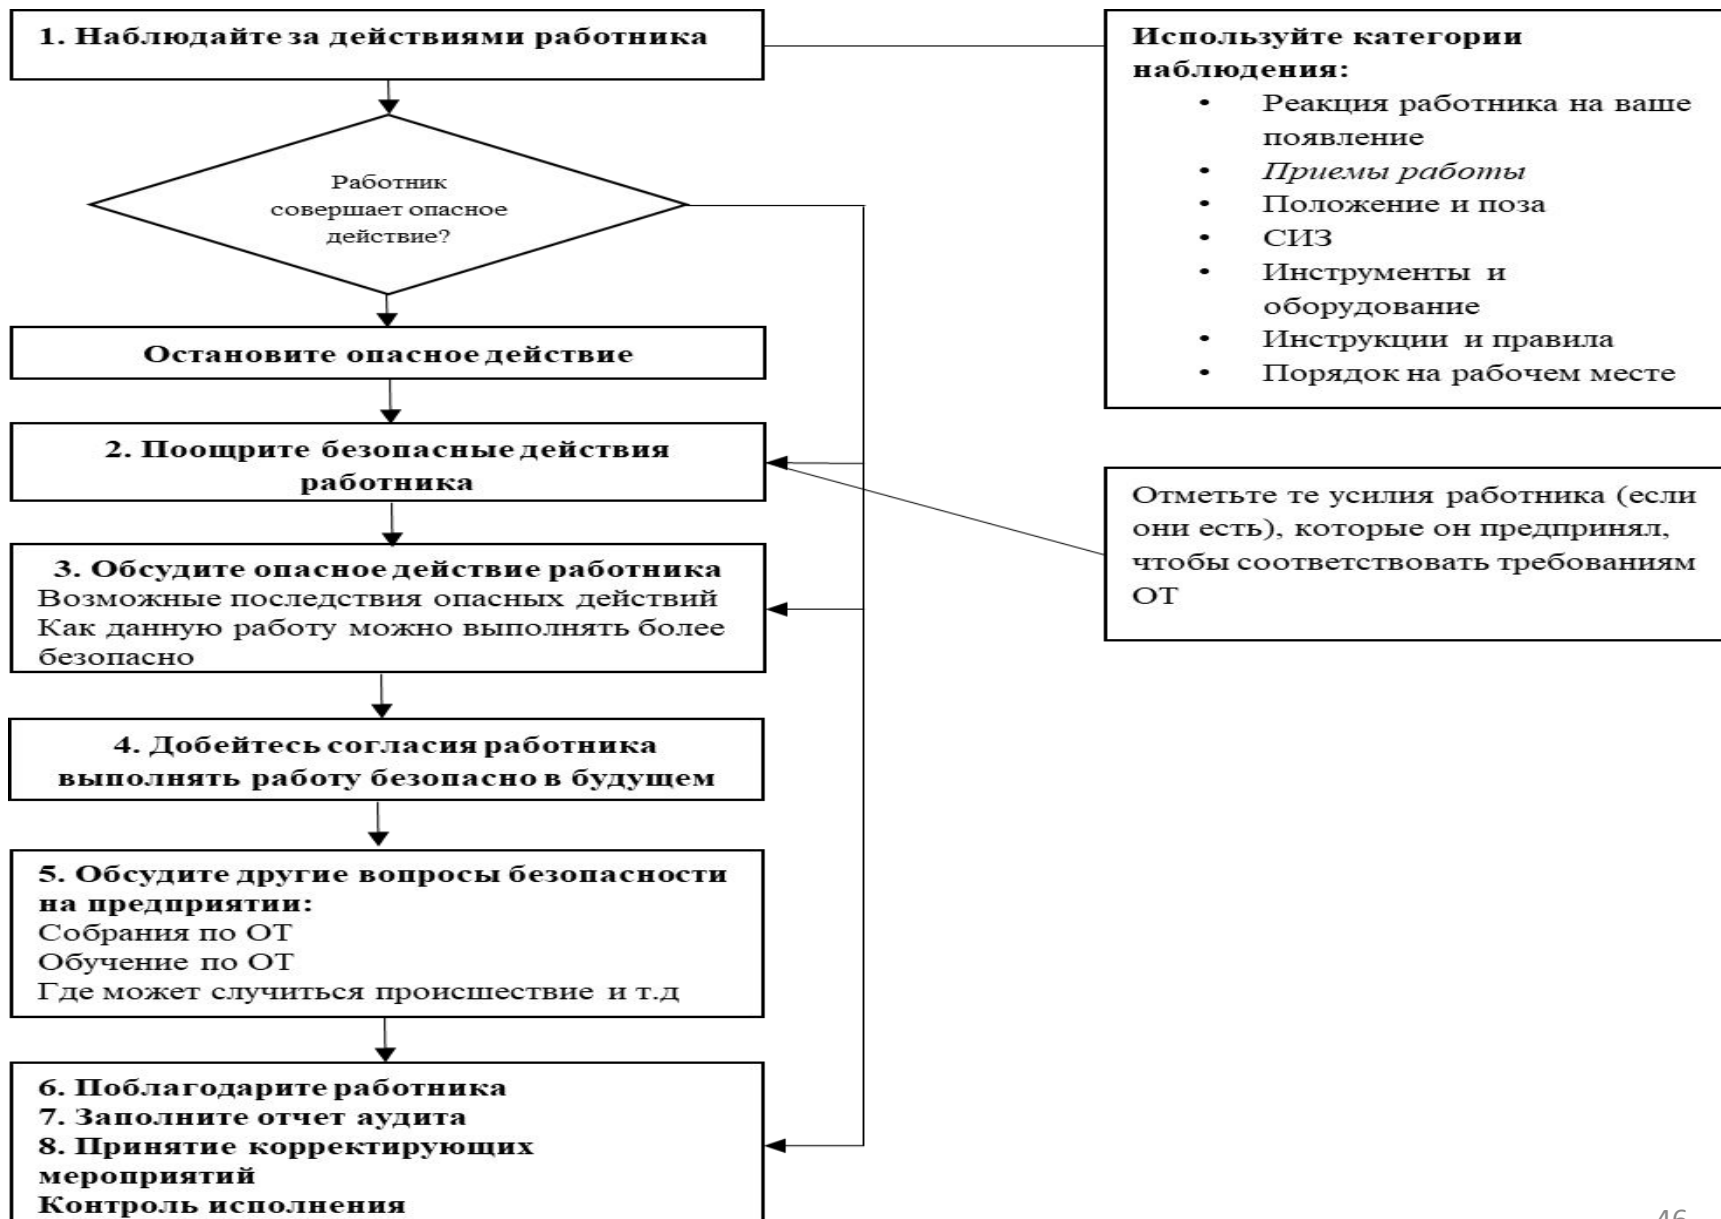 1. Наблюдайте за действиями работника
Работник
совершает опасное
действие?
Остановите опасное действие
2. Поощрите безопасные действия
работника
3. Обсудите опасное действие работника
Возможные последствия опасных действий
Как данную работу можно выполнять более
безопасно
4. Добейтесь согласия работника
выполнять работу безопасно в будущем
5. Обсудите другие вопросы безопасности
на предприятии:
Собрания по ОТ
Обучение по ОТ
Где может случиться происшествие и т.д
6. Поблагодарите работника
7. Заполните отчет аудита
8. Принятие корректирующих
мероприятий
Контроль исполнения
Используйте категории
наблюдения:
• Реакция работника на ваше
появление
• Приемы работы
• Положение и поза
• СИЗ
• Инструменты и
оборудование
• Инструкции и правила
• Порядок на рабочем месте
Отметьте те усилия работника (если
они есть), которые он предпринял,
чтобы соответствовать требованиям
ОТ
46